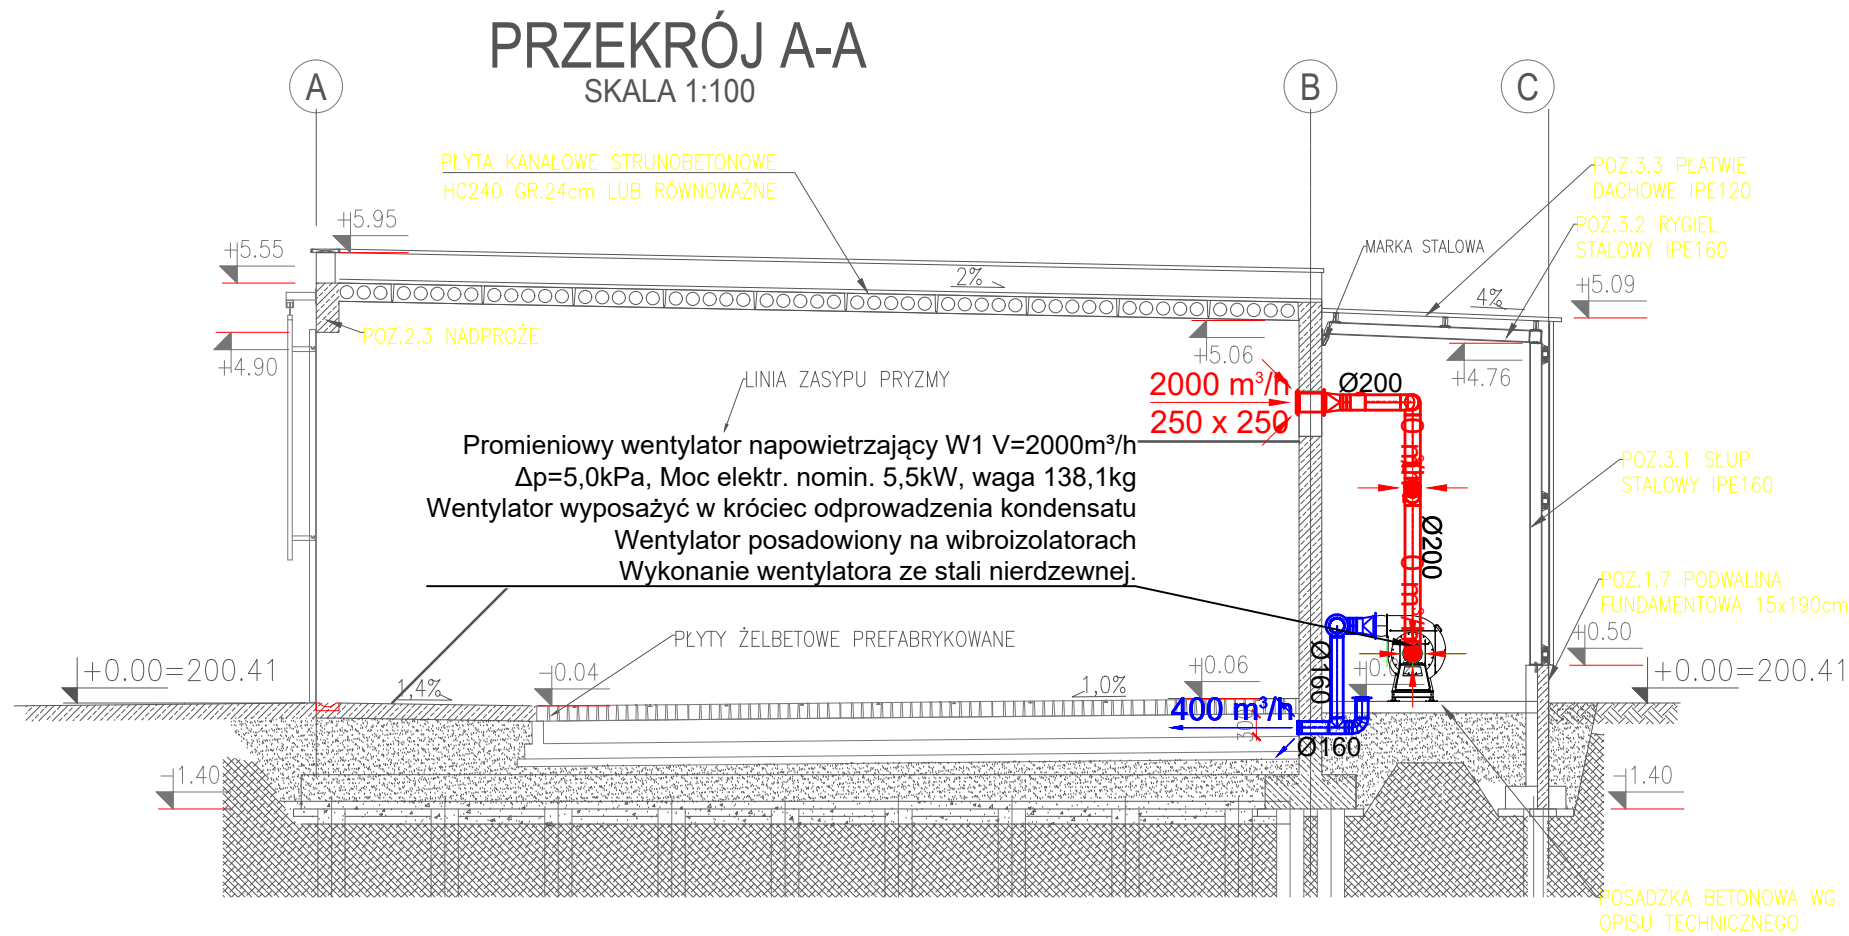 PRZEKRÓJ A-A
SKALA 1:100
A
B
C
PŁYTA KANAŁOWE STRUNOBETONOWE
HC240 GR.24cm LUB RÓWNOWAŻNE
POZ.3.3 PŁATWIE
DACHOWE IPE120
POZ.3.2 RYGIEL
STALOWY IPE160
MARKA STALOWA
+5.95
+5.55
2%
4%
+5.09
POZ.2.3 NADPROŻE
+4.90
+5.06
+4.76
LINIA ZASYPU PRYZMY
2000 m³/h
250 x 250
Ø200
Promieniowy wentylator napowietrzający W1 V=2000m³/h
Δp=5,0kPa, Moc elektr. nomin. 5,5kW, waga 138,1kg
Wentylator wyposażyć w króciec odprowadzenia kondensatu
Wentylator posadowiony na wibroizolatorach
Wykonanie wentylatora ze stali nierdzewnej.
POZ.3.1 SŁUP
STALOWY IPE160
Ø200
POZ.1.7 PODWALINA
FUNDAMENTOWA 15x190cm
PŁYTY ŻELBETOWE PREFABRYKOWANE
+0.50
+0.00=200.41
+0.00=200.41
1,4%
-0.04
1,0%
+0.06
Ø160
400 m³/h
30
Ø160
-1.40
-1.40
POSADZKA BETONOWA WG
OPISU TECHNICZNEGO